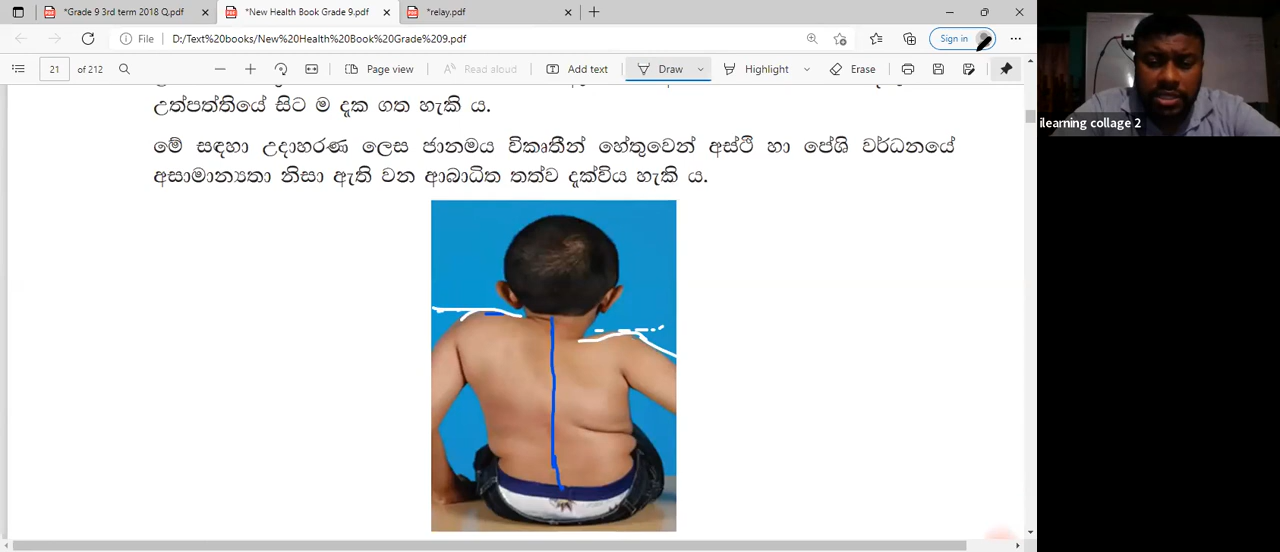 *Grade 9 3rd term 2018 Q.pdf
*New Health Book Grade 9.pdf
*relay.pdf
File
D:/Text%20books/New%20Health%20Book%20Grade%209.pdf
Sign in
21
of 212
Page view
Read aloud
Add text
Draw
Highlight
Erase
ilearning collage 2
උත්පත්තියේ සිට ම දැක ගත හැකි ය.
මේ සඳහා උදාහරණ ලෙස ජානමය විකෘතීන් හේතුවෙන් අස්ථි හා පේශි වර්ධනයේ
අසාමාන්‍යතා නිසා ඇති වන ආබාධිත තත්ව දැක්විය හැකි ය.